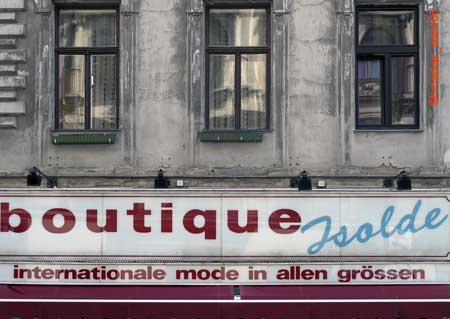 boutique Isolde
internationale mode in allen grössen